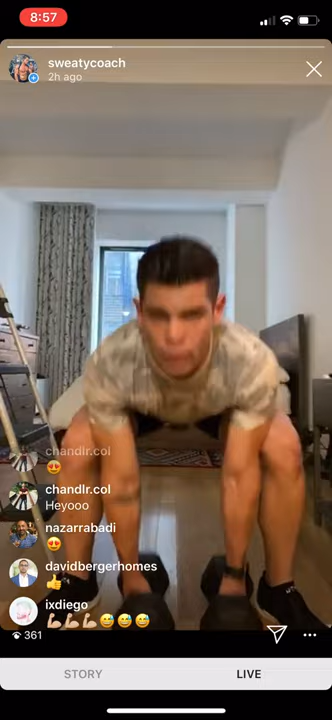 8:57
sweatycoach
2h ago
chandlr.col
😍
chandlr.col
Heyooo
nazarrabadi
😍
davidbergerhomes
👍
ixdiego
💪🏼💪🏼💪🏼😅😅😅
361
STORY
LIVE